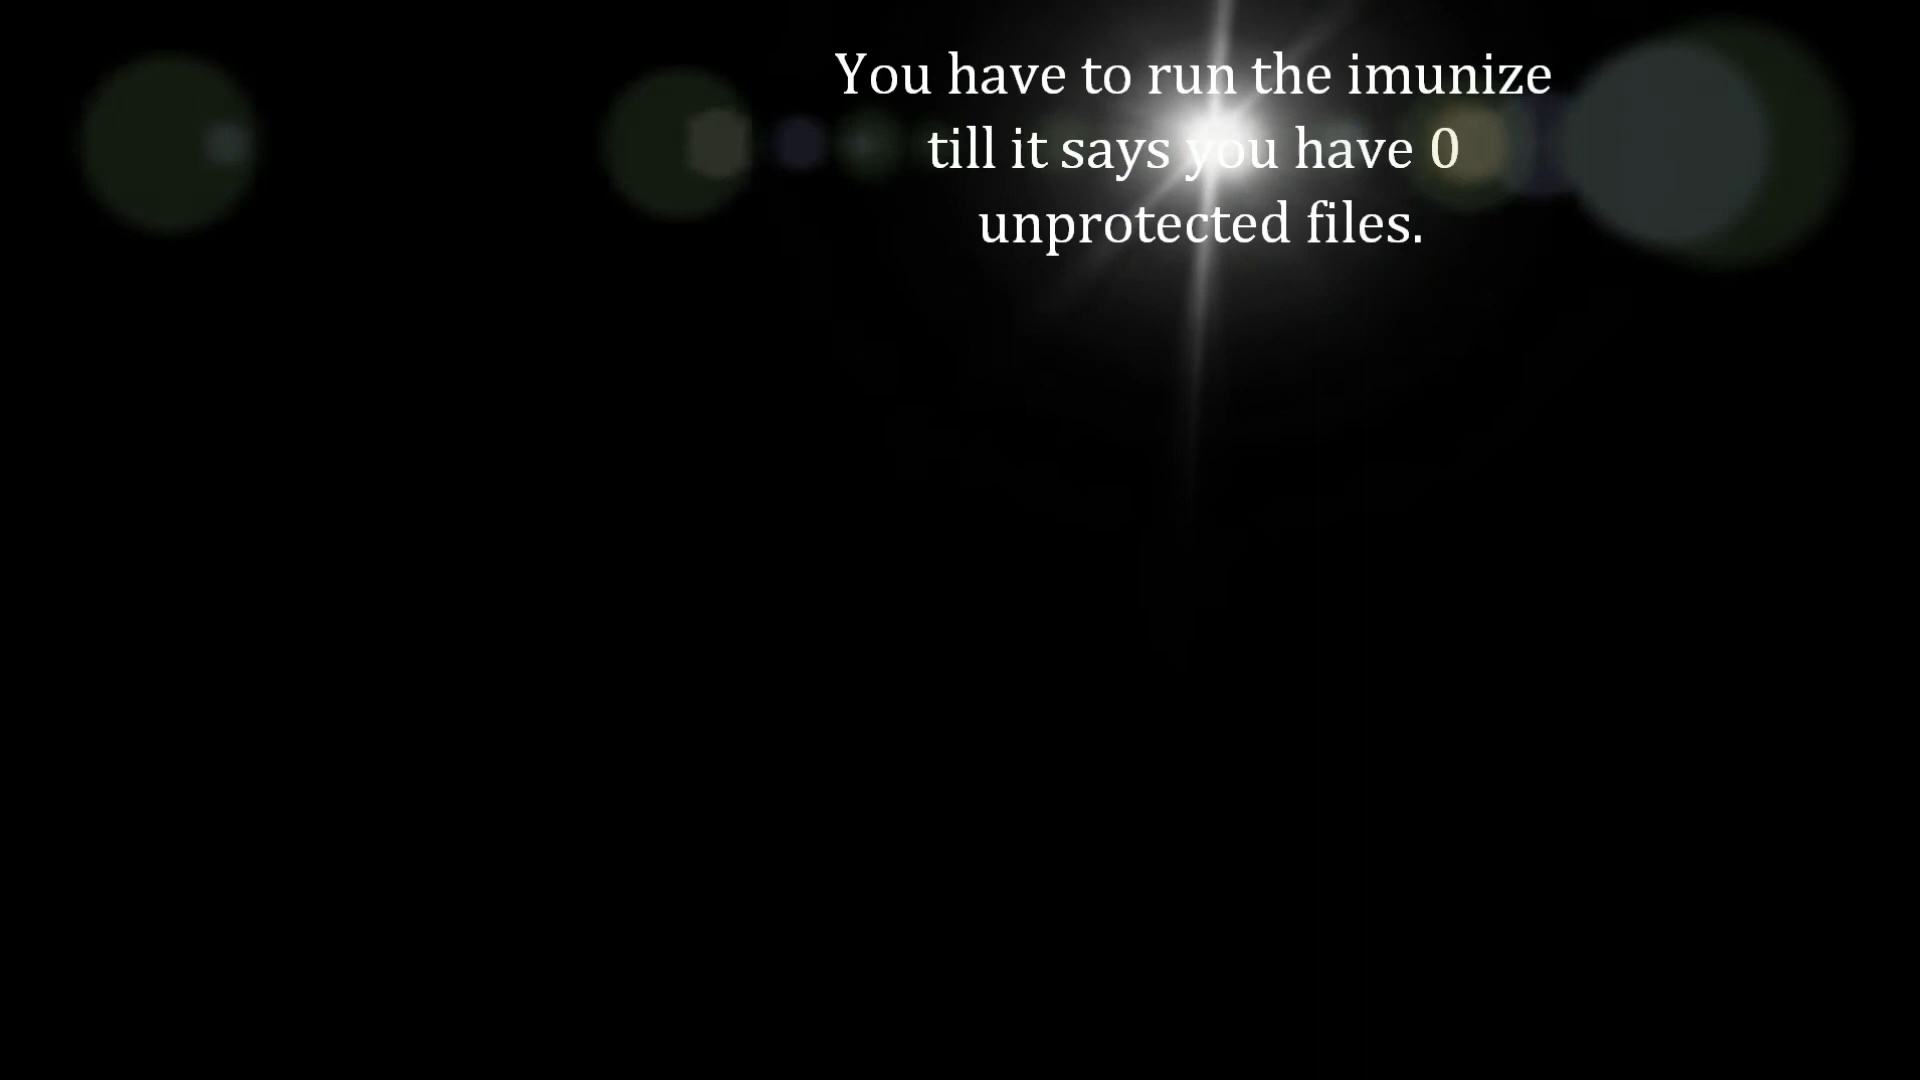 You have to run the imunize
till it says you have 0
unprotected files.